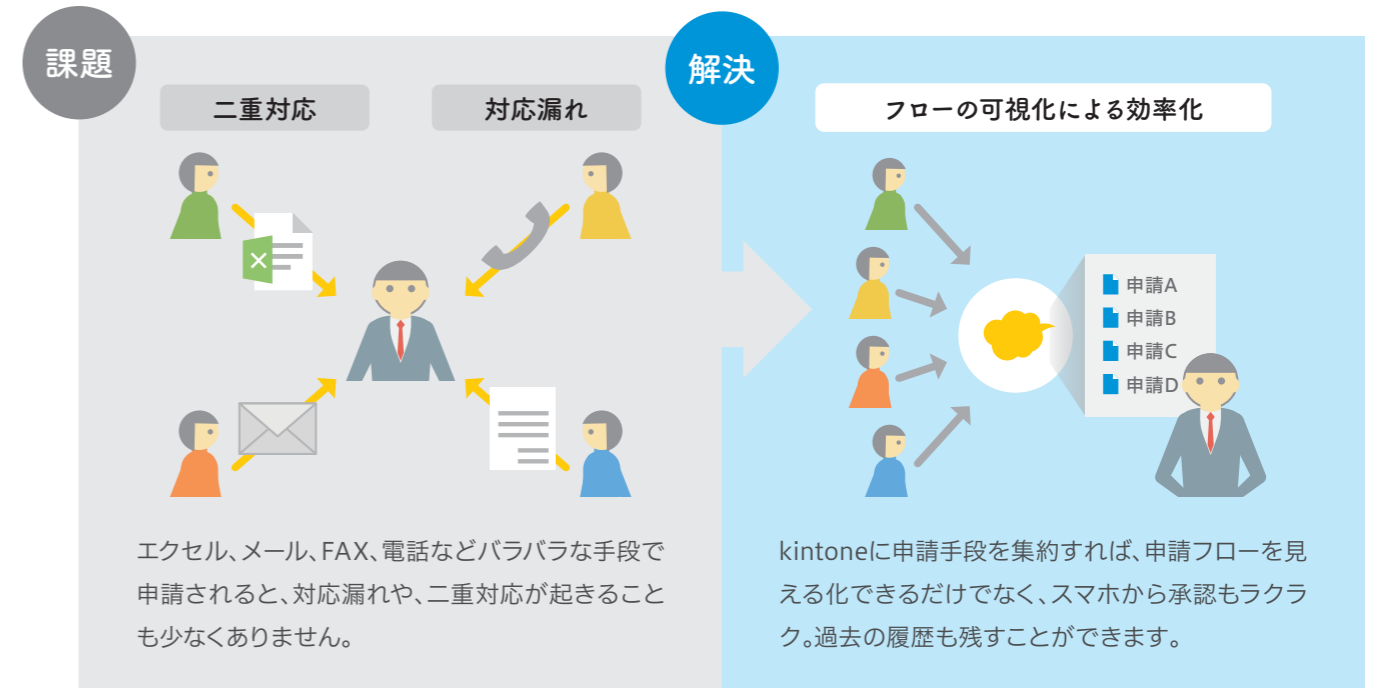 課題
二重対応
対応漏れ
エクセル、メール、FAX、電話などバラバラな手段で
申請されると、対応漏れや、二重対応が起きること
も少なくありません。
解決
フローの可視化による効率化
申請A
申請B
申請C
申請D
kintoneに申請手段を集約すれば、申請フローを見
える化できるだけでなく、スマホから承認もラクラ
ク。過去の履歴も残すことができます。